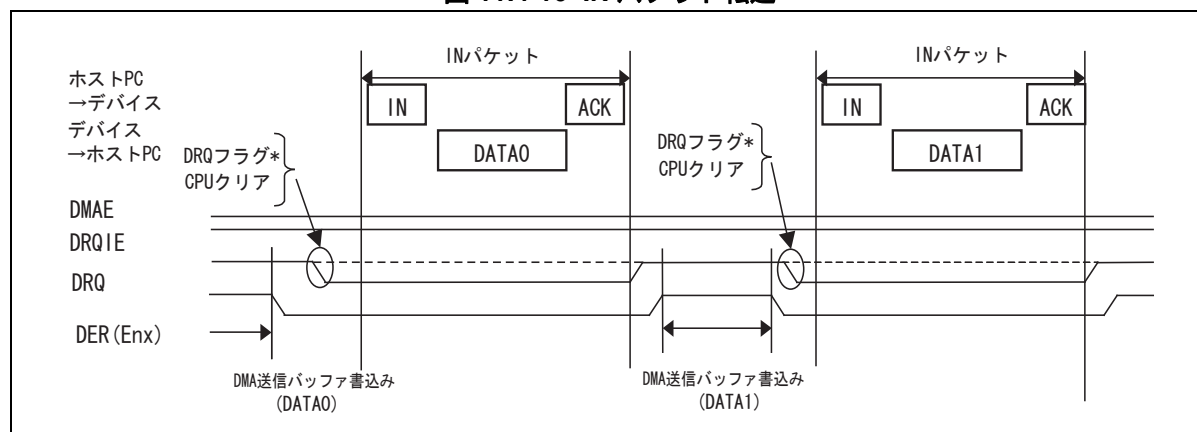 INパケット
INパケット
ホストPC
→デバイス
デバイス
→ホストPC
IN
ACK
DATA0
DRQフラグ*
CPUクリア
IN
ACK
DATA1
DRQフラグ*
CPUクリア
DMAE
DRQIE
DRQ
DER(Enx)
DMA送信バッファ書込み
(DATA0)
DMA送信バッファ書込み
(DATA1)